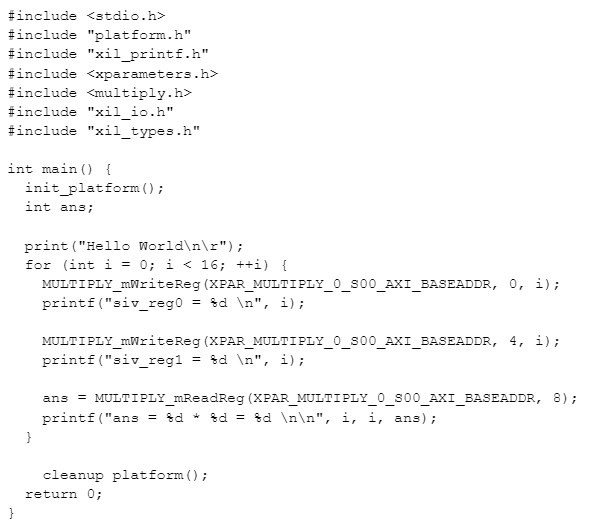 #include <stdio.h>
#include "platform.h"
#include "xil_printf.h"
#include <xparameters.h>
#include <multiply.h>
#include "xil_io.h"
#include "xil_types.h"
int main() {
init_platform();
int ans;
print("Hello World\n\r");
for (int i = 0; i < 16; ++i) {
MULTIPLY_mWriteReg(XPAR_MULTIPLY_0_S00_AXI_BASEADDR, 0, i);
printf("siv_reg0 = %d \n", i);
MULTIPLY_mWriteReg(XPAR_MULTIPLY_0_S00_AXI_BASEADDR, 4, i);
printf("siv_reg1 = %d \n", i);
ans = MULTIPLY_mReadReg(XPAR_MULTIPLY_0_S00_AXI_BASEADDR, 8);
printf("ans = %d * %d = %d \n\n", i, i, ans);
}
cleanup platform();
return 0;
}